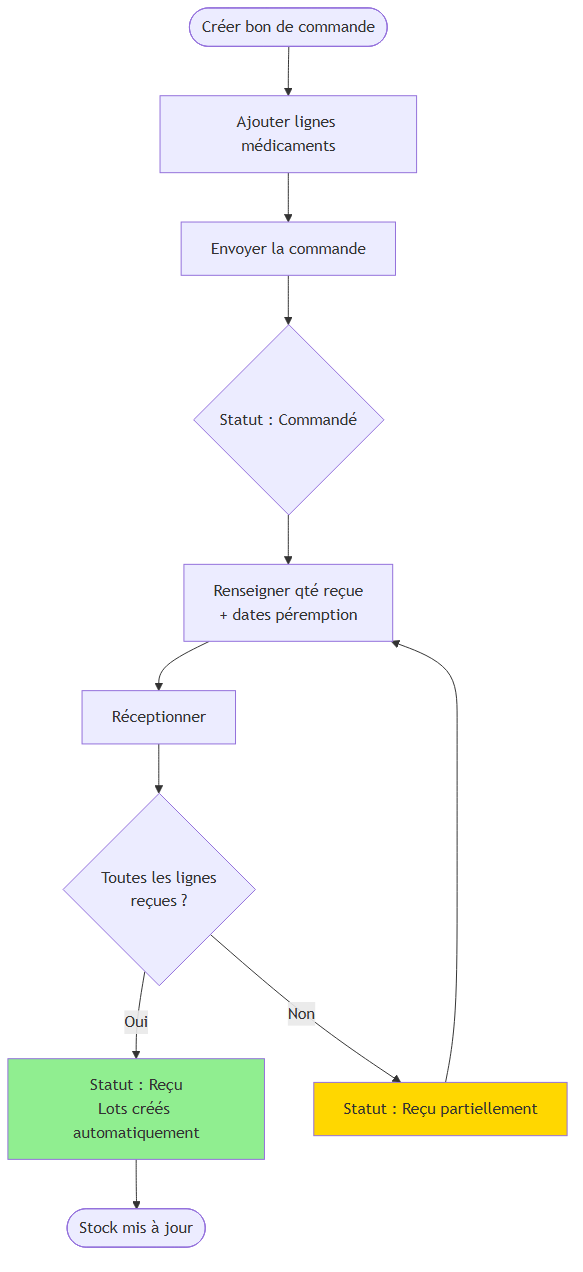 Créer bon de commande
Ajouter lignes
médicaments
Envoyer la commande
Statut : Commandé
Renseigner qté reçue
+ dates péremption
Réceptionner
Toutes les lignes
reçues ?
Oui
Non
Statut : Reçu
Lots créés
automatiquement
Statut : Reçu partiellement
Stock mis à jour